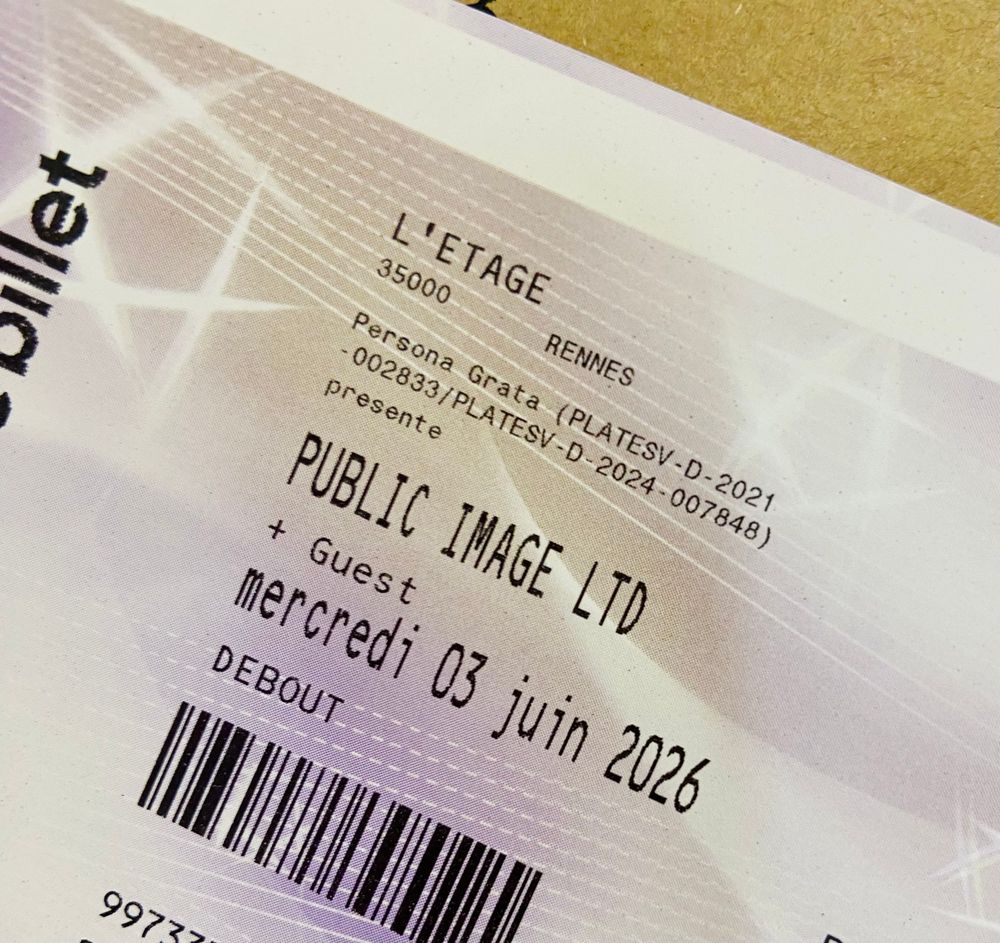 billet
L'ETAGE
35000 RENNES
Persona Grata (PLATESV-D-2021
-002833/PLATESV-D-2024-007848)
presente
PUBLIC IMAGE LTD
+ Guest
mercredi 03 juin 2026
DEBOUT